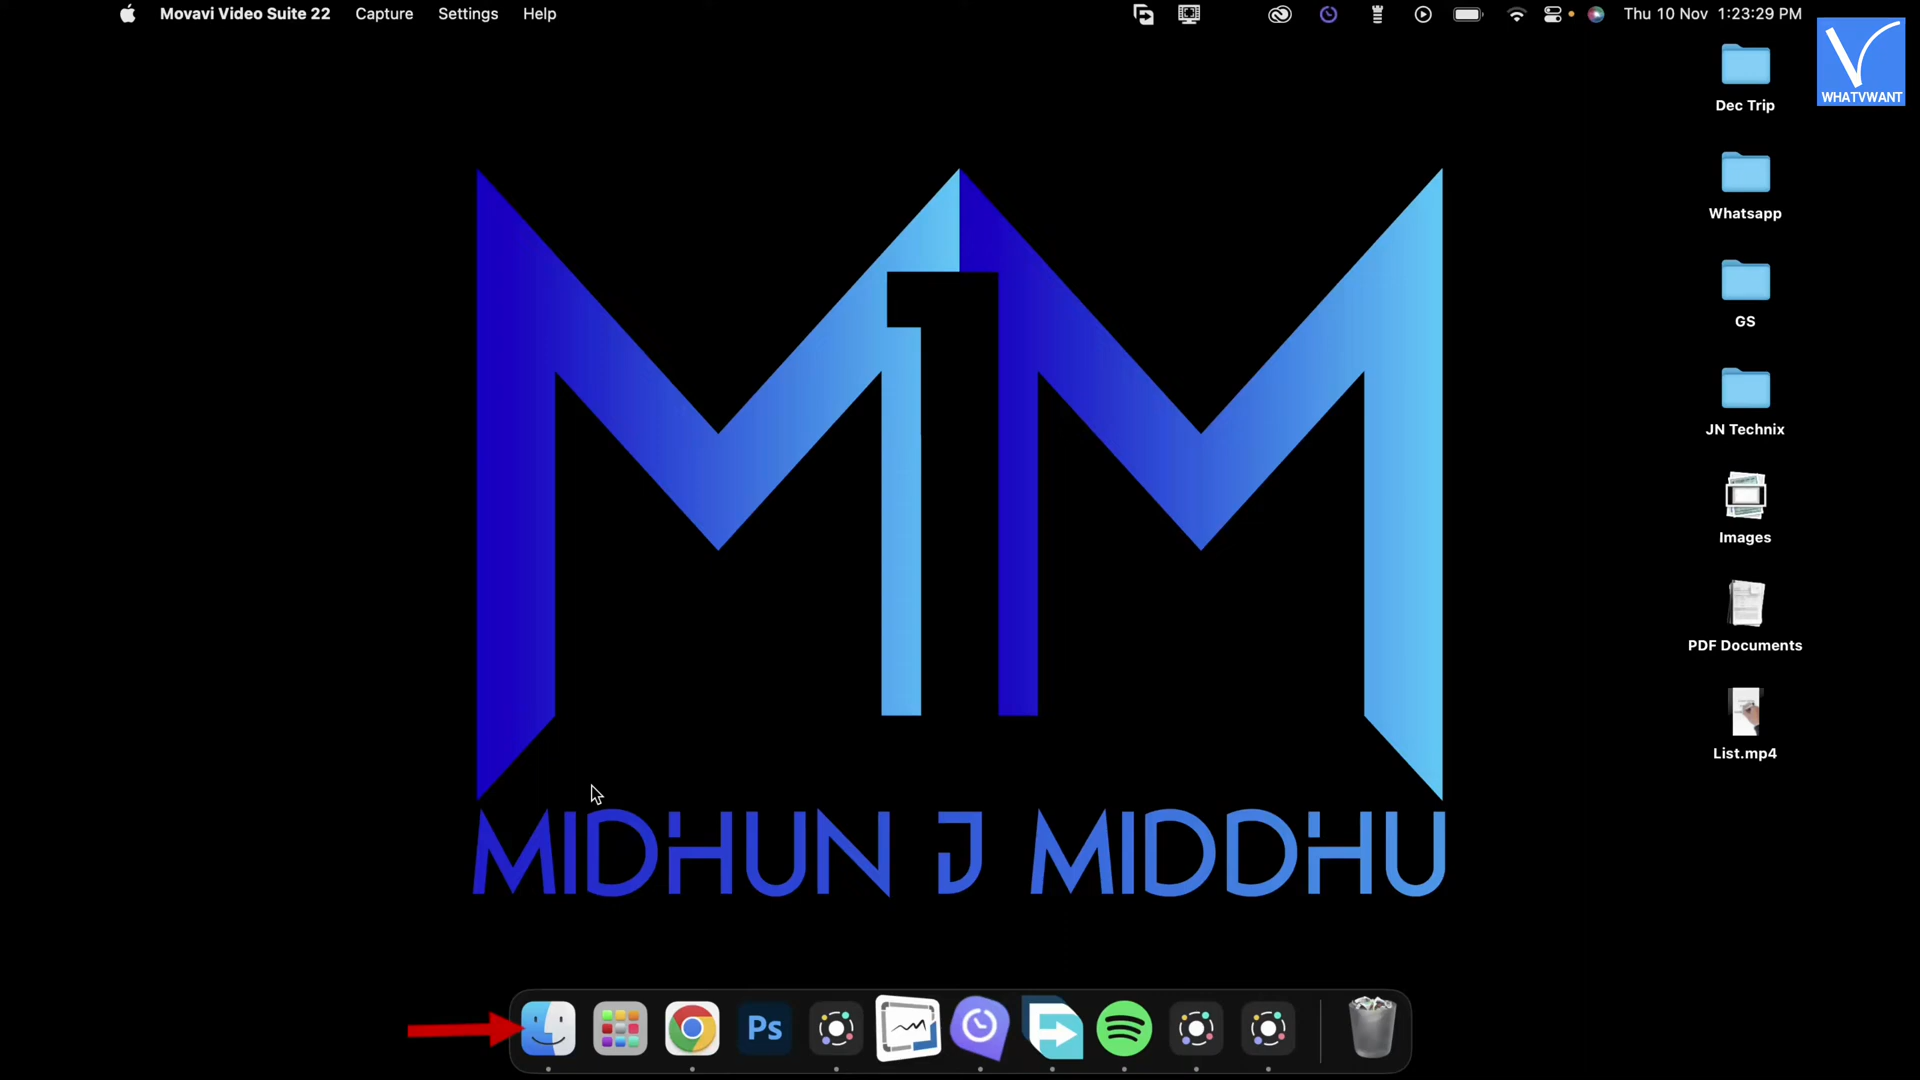 Movavi Video Suite 22 Capture Settings Help Thu 10 Nov 1:23:29 PM
WHATVWANT
Dec Trip
Whatsapp
GS
JN Technix
Images
PDF Documents
List.mp4
MM
MIDHUN J MIDDHU
Ps